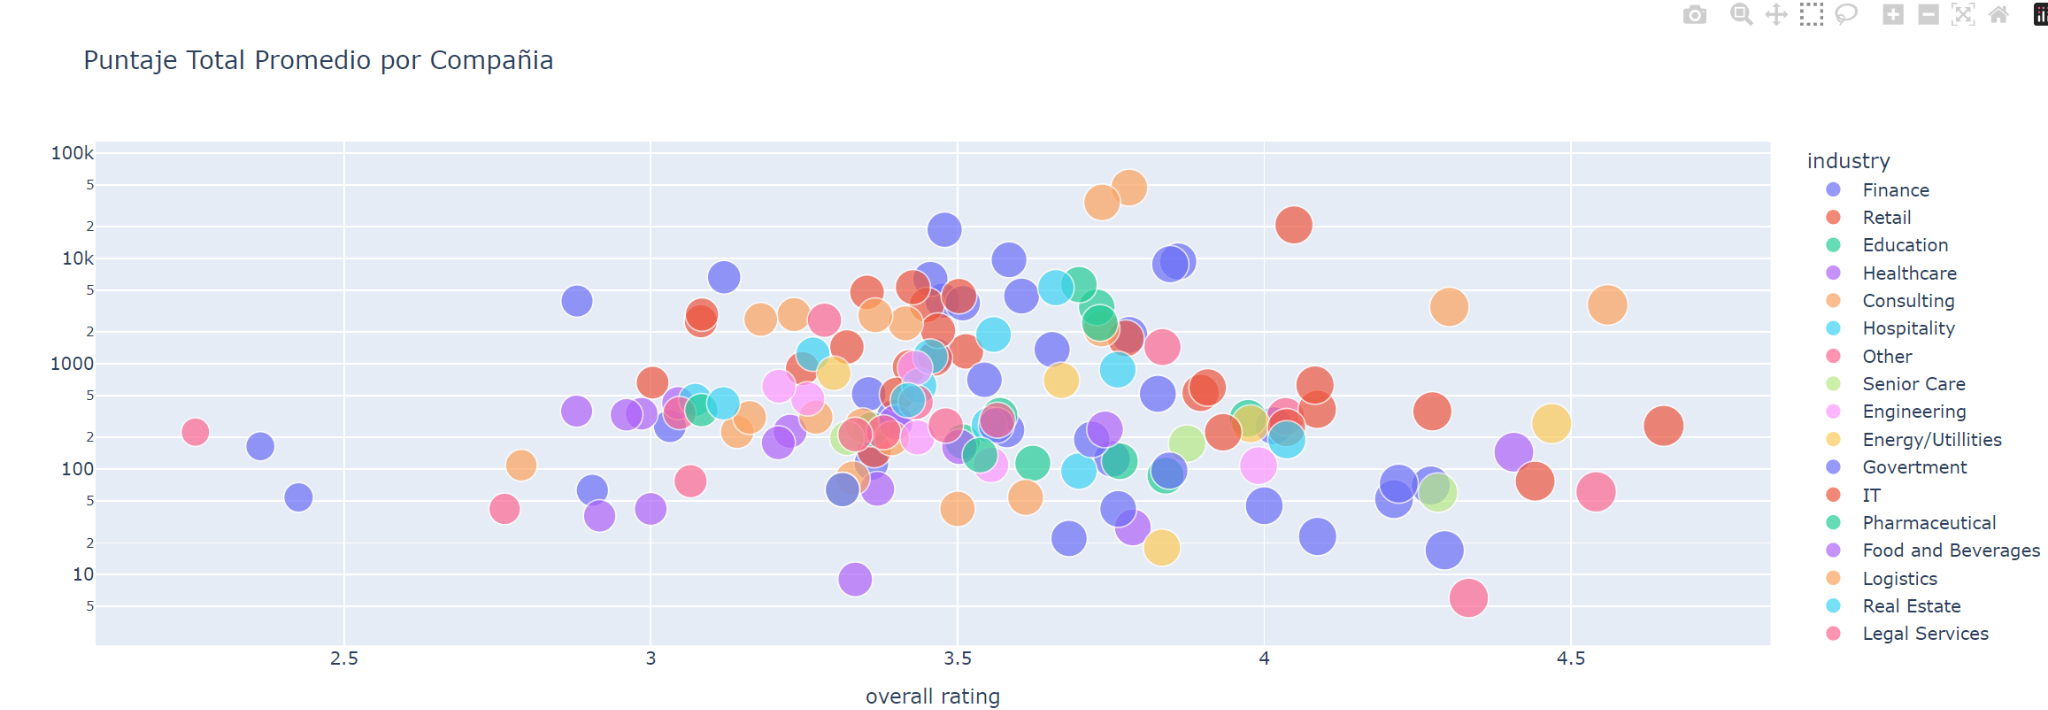 Puntaje Total Promedio por Compañia
100k
5
2
10k
5
2
1000
5
2
100
5
2
10
5
2.5
3
3.5
4
4.5
overall rating
industry
Finance
Retail
Education
Healthcare
Consulting
Hospitality
Other
Senior Care
Engineering
Energy/Utillities
Govertment
IT
Pharmaceutical
Food and Beverages
Logistics
Real Estate
Legal Services